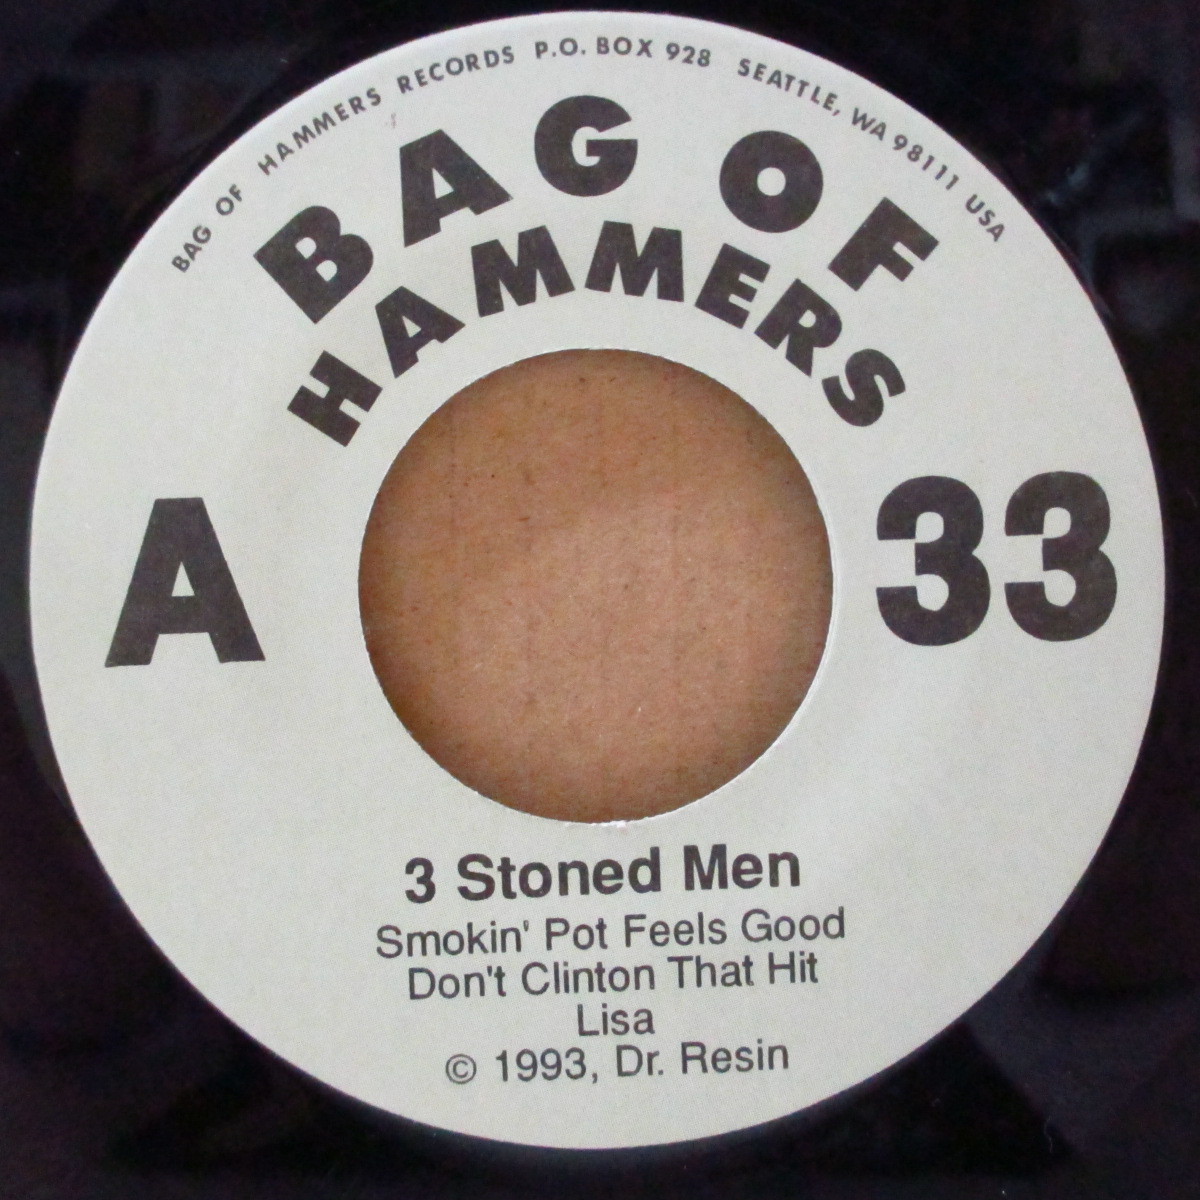 BAG OF HAMMERS RECORDS P.O. BOX 928 SEATTLE, WA 98111 USA
BAG OF
HAMMERS
A
33
3 Stoned Men
Smokin' Pot Feels Good
Don't Clinton That Hit
Lisa
© 1993, Dr. Resin